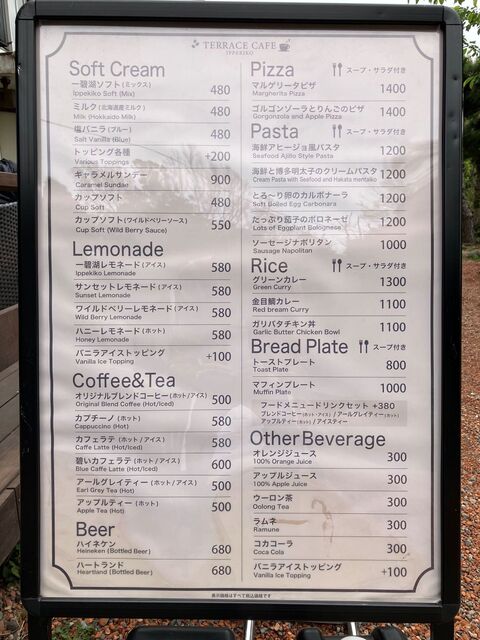 TERRACE CAFE
IPPEKIKO
Soft Cream
一碧湖ソフト(ミックス)
Ippekiko Soft (Mix) 480
ミルク(北海道産ミルク)
Milk (Hokkaido Milk) 480
塩バニラ(ブルー)
Salt Vanilla (Blue) 480
トッピング各種
Various Toppings +200
キャラメルサンデー
Caramel Sundae 900
カップソフト
Cup Soft 480
カップソフト(ワイルドベリーソース)
Cup Soft (Wild Berry Sauce) 550
Lemonade
一碧湖レモネード(アイス)
Ippekiko Lemonade 580
サンセットレモネード(アイス)
Sunset Lemonade 580
ワイルドベリーレモネード(アイス)
Wild Berry Lemonade 580
ハニーレモネード(ホット)
Honey Lemonade 580
バニラアイストッピング
Vanilla Ice Topping +100
Coffee&Tea
オリジナルブレンドコーヒー(ホット/アイス)
Original Blend Coffee (Hot/Iced) 500
カプチーノ(ホット)
Cappuccino (Hot) 580
カフェラテ(ホット/アイス)
Caffe Latte (Hot/Iced) 580
碧いカフェラテ(ホット/アイス)
Blue Caffe Latte (Hot/Iced) 600
アールグレイティー(ホット/アイス)
Earl Grey Tea (Hot) 500
アップルティー(ホット)
Apple Tea (Hot) 500
Beer
ハイネケン
Heineken (Bottled Beer) 680
ハートランド
Heartland (Bottled Beer) 680
Pizza スープ・サラダ付き
マルゲリータピザ
Margherita Pizza 1400
ゴルゴンゾーラとりんごのピザ
Gorgonzola and Apple Pizza 1400
Pasta スープ・サラダ付き
海鮮アヒージョ風パスタ
Seafood Ajillo Style Pasta 1200
海鮮と博多明太子のクリームパスタ
Cream Pasta with Seafood and Hakata mentaiko 1200
とろ〜り卵のカルボナーラ
Soft Boiled Egg Carbonara 1200
たっぷり茄子のボロネーゼ
Lots of Eggplant Bolognese 1200
ソーセージナポリタン
Sausage Napolitan 1000
Rice スープ・サラダ付き
グリーンカレー
Green Curry 1300
金目鯛カレー
Red bream Curry 1100
ガリバタチキン丼
Garlic Butter Chicken Bowl 1100
Bread Plate スープ付き
トーストプレート
Toast Plate 800
マフィンプレート
Muffin Plate 1000
フードメニュードリンクセット +380
ブレンドコーヒー(ホット・アイス)/アールグレイティー(ホット)
アップルティー(ホット)/アイスティー
Other Beverage
オレンジジュース
100% Orange Juice 300
アップルジュース
100% Apple Juice 300
ウーロン茶
Oolong Tea 300
ラムネ
Ramune 300
コカコーラ
Coca Cola 300
バニラアイストッピング
Vanilla Ice Topping +100
表示価格はすべて税込価格です